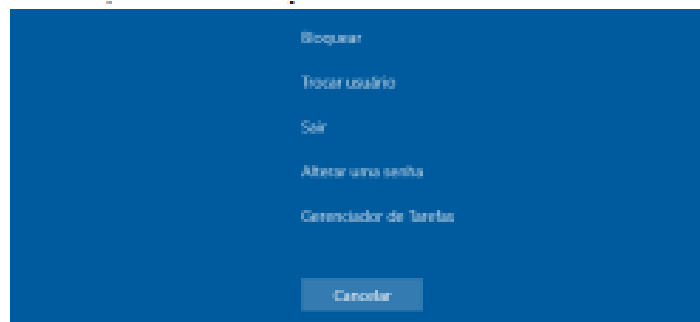 Bloquear
Trocar usuário
Sair
Alterar uma senha
Gerenciador de Tarefas
Cancelar